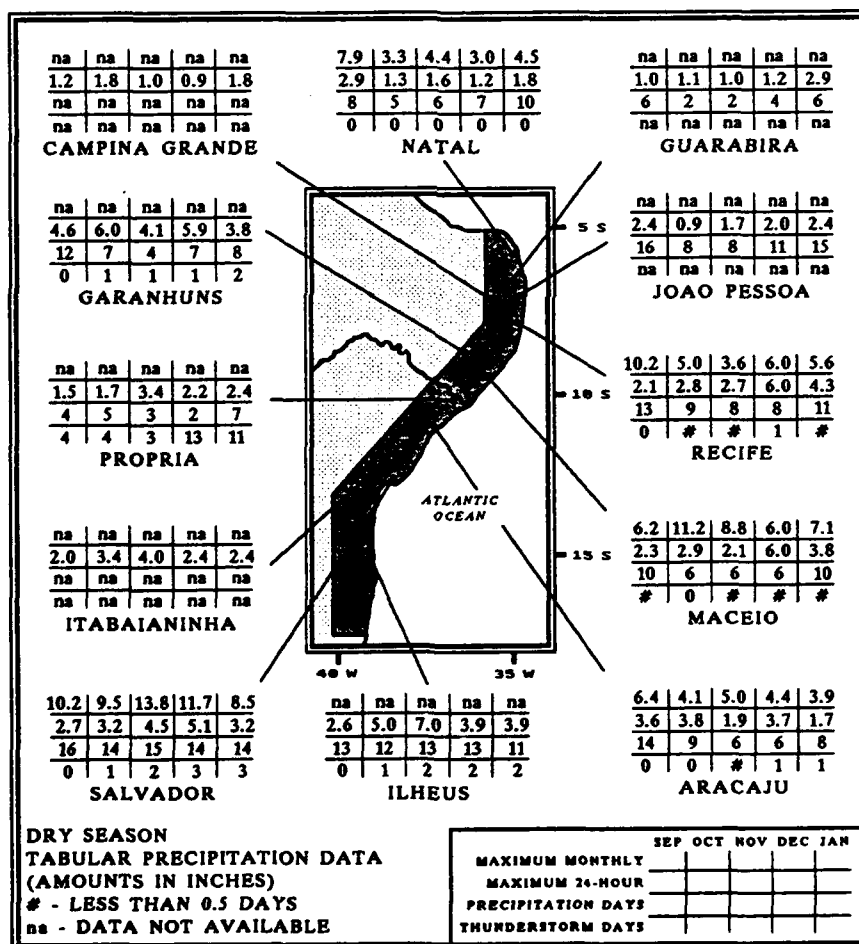 na | na | na | na | na
1.2 | 1.8 | 1.0 | 0.9 | 1.8
na | na | na | na | na
na | na | na | na | na
CAMPINA GRANDE
7.9 | 3.3 | 4.4 | 3.0 | 4.5
2.9 | 1.3 | 1.6 | 1.2 | 1.8
8 | 5 | 6 | 7 | 10
0 | 0 | 0 | 0 | 0
NATAL
na | na | na | na | na
1.0 | 1.1 | 1.0 | 1.2 | 2.9
6 | 2 | 2 | 4 | 6
na | na | na | na | na
GUARABIRA
na | na | na | na | na
4.6 | 6.0 | 4.1 | 5.9 | 3.8
12 | 7 | 4 | 7 | 8
0 | 1 | 1 | 1 | 2
GARANHUNS
5 S
na | na | na | na | na
2.4 | 0.9 | 1.7 | 2.0 | 2.4
16 | 8 | 8 | 11 | 15
na | na | na | na | na
JOAO PESSOA
na | na | na | na | na
1.5 | 1.7 | 3.4 | 2.2 | 2.4
4 | 5 | 3 | 2 | 7
4 | 4 | 3 | 13 | 11
PROPRIA
10 S
10.2 | 5.0 | 3.6 | 6.0 | 5.6
2.1 | 2.8 | 2.7 | 6.0 | 4.3
13 | 9 | 8 | 8 | 11
0 | # | # | 1 | #
RECIFE
ATLANTIC
OCEAN
na | na | na | na | na
2.0 | 3.4 | 4.0 | 2.4 | 2.4
na | na | na | na | na
na | na | na | na | na
ITABAIANINHA
15 S
6.2 | 11.2 | 8.8 | 6.0 | 7.1
2.3 | 2.9 | 2.1 | 6.0 | 3.8
10 | 6 | 6 | 6 | 10
# | 0 | # | # | #
MACEIO
40 W
35 W
10.2 | 9.5 | 13.8 | 11.7 | 8.5
2.7 | 3.2 | 4.5 | 5.1 | 3.2
16 | 14 | 15 | 14 | 14
0 | 1 | 2 | 3 | 3
SALVADOR
na | na | na | na | na
2.6 | 5.0 | 7.0 | 3.9 | 3.9
13 | 12 | 13 | 13 | 11
0 | 1 | 2 | 2 | 2
ILHEUS
6.4 | 4.1 | 5.0 | 4.4 | 3.9
3.6 | 3.8 | 1.9 | 3.7 | 1.7
14 | 9 | 6 | 6 | 8
0 | 0 | # | 1 | 1
ARACAJU
DRY SEASON
TABULAR PRECIPITATION DATA
(AMOUNTS IN INCHES)
# - LESS THAN 0.5 DAYS
na - DATA NOT AVAILABLE
SEP OCT NOV DEC JAN
MAXIMUM MONTHLY
MAXIMUM 24-HOUR
PRECIPITATION DAYS
THUNDERSTORM DAYS